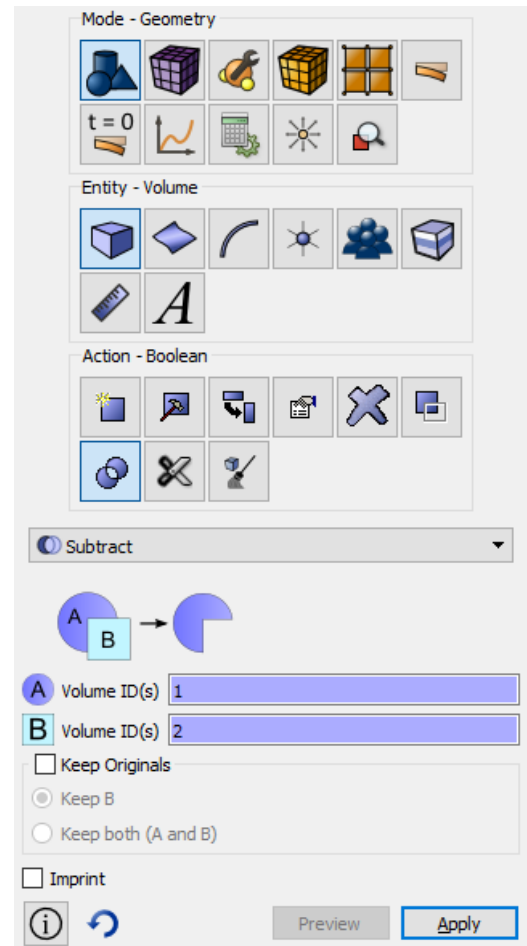 Mode - Geometry
t = 0
Entity - Volume
A
Action - Boolean
Subtract
A
B
A Volume ID(s) 1
B Volume ID(s) 2
Keep Originals
Keep B
Keep both (A and B)
Imprint
i Preview Apply